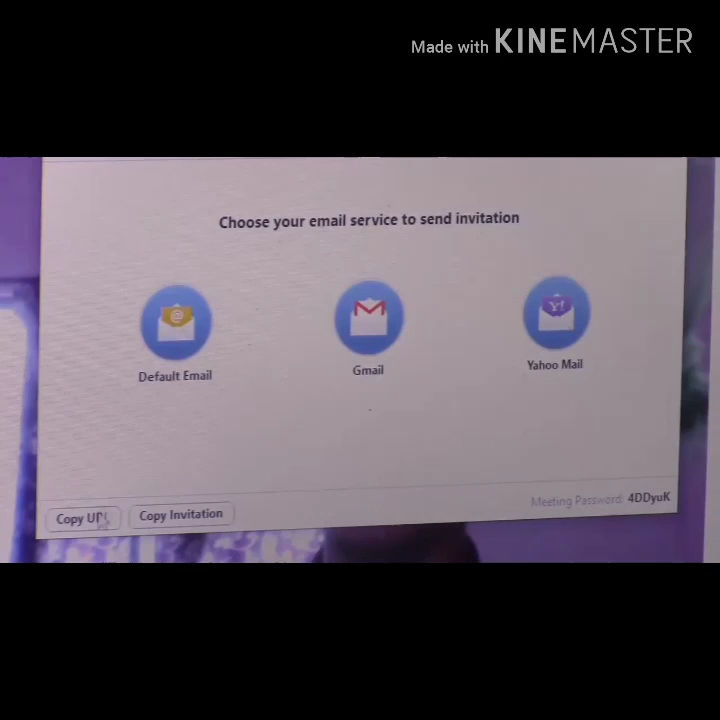 Made with KINEMASTER
Choose your email service to send invitation
@
Y!
Default Email
Gmail
Yahoo Mail
Meeting Password: 4DDyuK
Copy
Copy Invitation